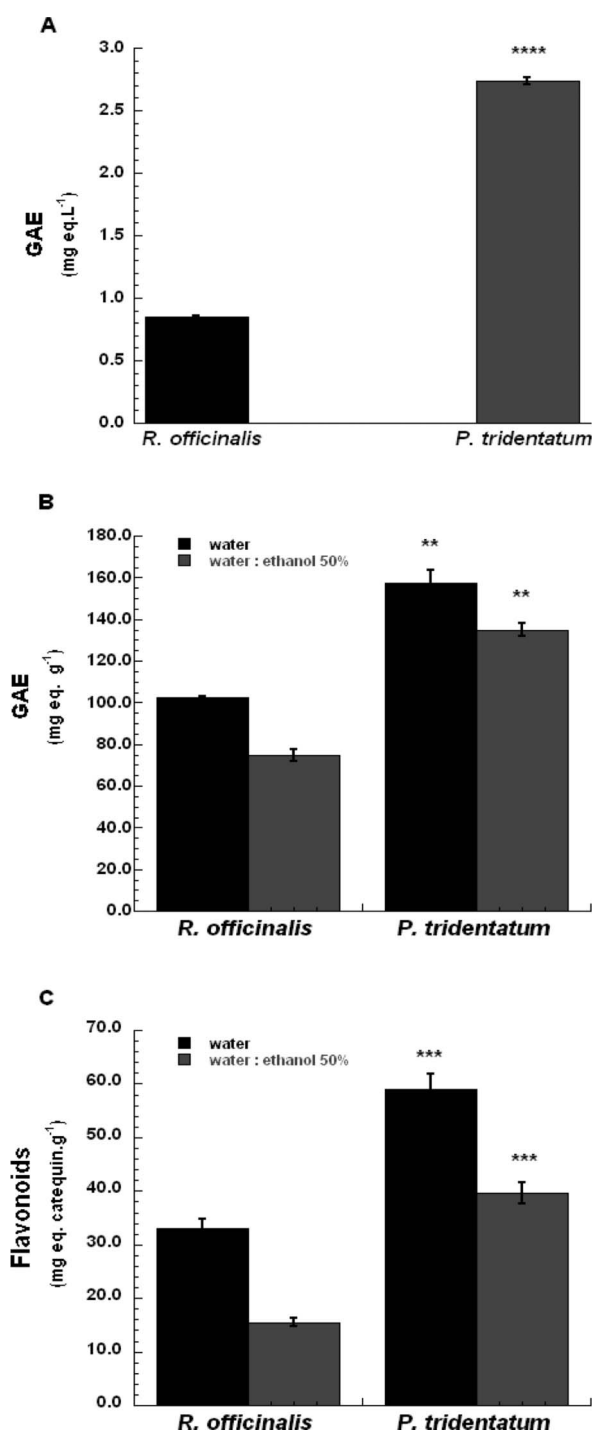 A
3.0
2.5
2.0
1.5
1.0
0.5
0.0
GAE
(mg eq.L⁻¹)
****
R. officinalis
P. tridentatum
B
180.0
160.0
140.0
120.0
100.0
80.0
60.0
40.0
20.0
0.0
GAE
(mg eq. g⁻¹)
water
water : ethanol 50%
**
**
R. officinalis
P. tridentatum
C
70.0
60.0
50.0
40.0
30.0
20.0
10.0
0.0
Flavonoids
(mg eq. catequin.g⁻¹)
water
water : ethanol 50%
***
***
R. officinalis
P. tridentatum